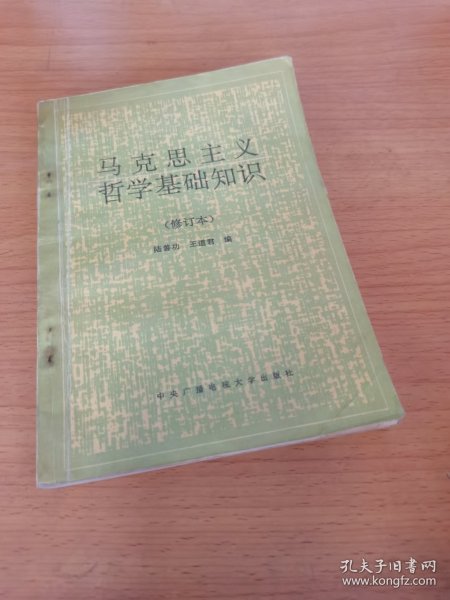 马克思主义
哲学基础知识
（修订本）
陆善功 王道君 编
中央广播电视大学出版社
孔夫子旧书网
www.kongfz.com